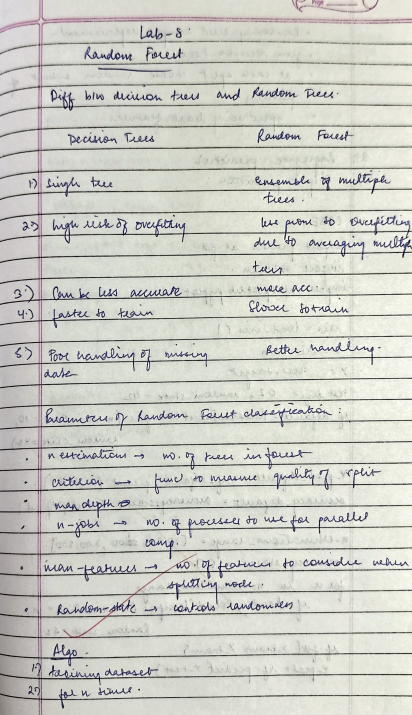 Lab-8
Random Forest
Diff b/w decision trees and Random Trees.
Decision Trees Random Forest
1) Single tree Ensemble of multiple
trees.
2.) high risk of overfitting less prone to overfitting
due to averaging multiple
trees
3.) Can be less accurate more acc
4.) faster to train Slower to train
5) Poor handling of missing Better handling.
data
Parameters of Random Forest classification:
• n estimators → no. of trees in forest
• criterion → func to measure quality of split
• max depth
• n-jobs → no. of processes to use for parallel
comp.
• max-features → no. of features to consider when
splitting node.
• Random-state → controls randomness
Algo.
1.) training dataset
2.) for n times.